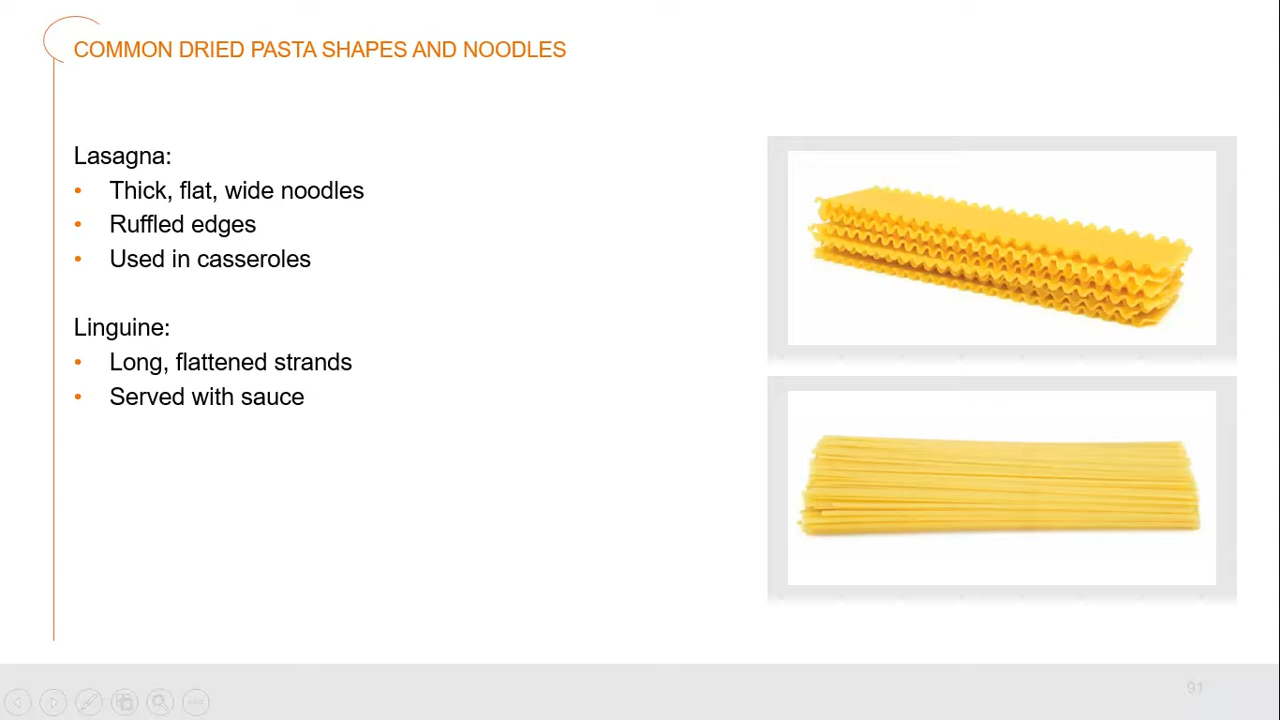 COMMON DRIED PASTA SHAPES AND NOODLES
Lasagna:
• Thick, flat, wide noodles
• Ruffled edges
• Used in casseroles
Linguine:
• Long, flattened strands
• Served with sauce
91